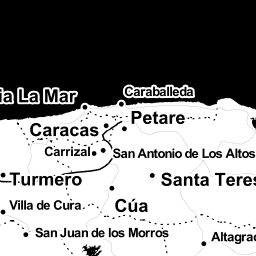 Caraballeda
ia La Mar
Petare
Caracas
Carrizal
San Antonio de Los Altos
Turmero
Santa Teres
Villa de Cura
Cúa
San Juan de los Morros
Altagrac